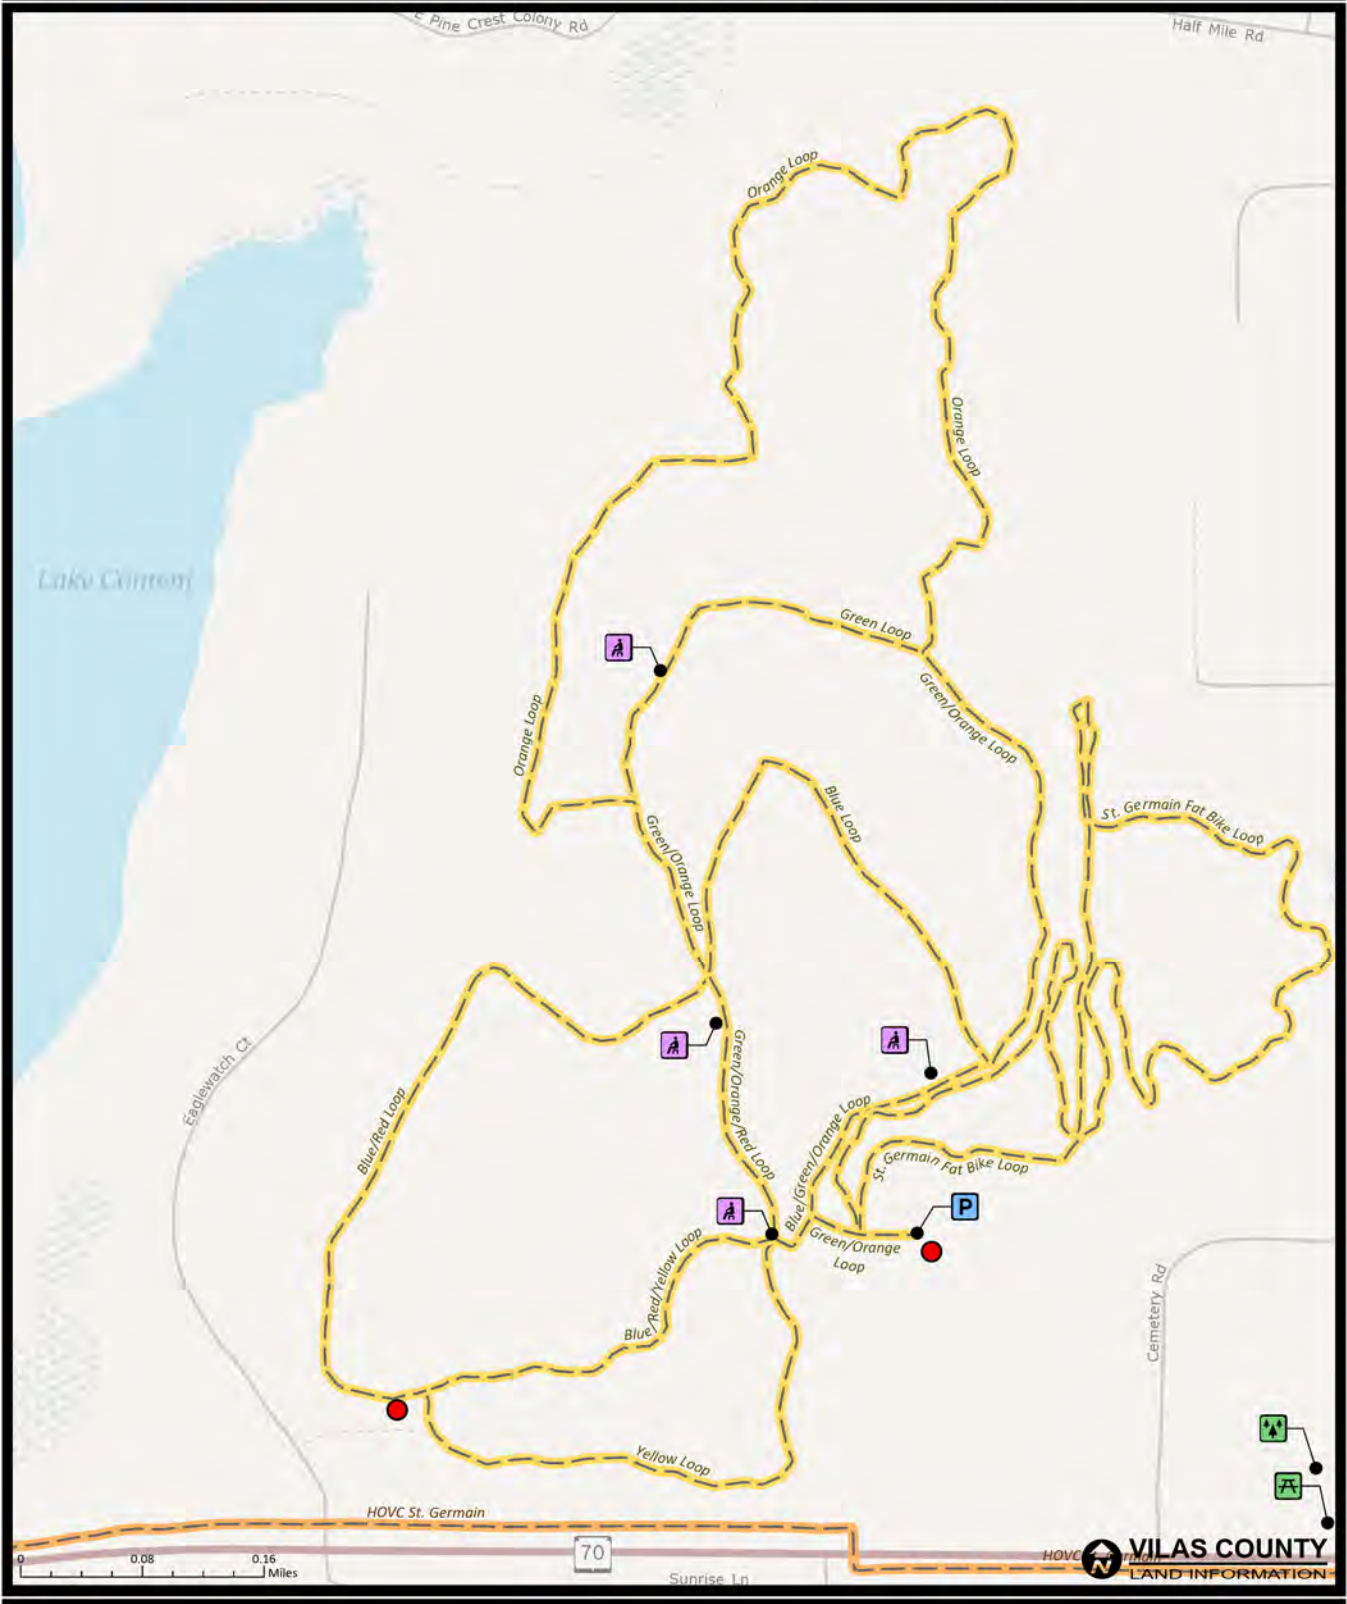 E Pine Crest Colony Rd
Half Mile Rd
Orange Loop
Orange Loop
Lake Content
Green Loop
Green/Orange Loop
Orange Loop
Blue Loop
St. Germain Fat Bike Loop
Green/Orange Loop
Eaglewatch Ct
Blue/Red Loop
Green/Orange/Red Loop
Blue/Green/Orange Loop
St. Germain Fat Bike Loop
P
Green/Orange
Loop
Blue/Red/Yellow Loop
Cemetery Rd
Yellow Loop
HOVC St. Germain
70
HOVC
VILAS COUNTY
LAND INFORMATION
N
0 0.08 0.16
Miles
Sunrise Ln